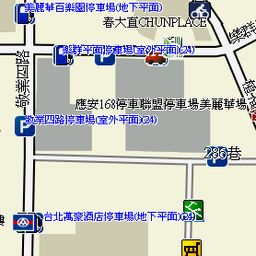 美麗華百樂園停車場(地下平面)
春大直CHUNPLACE
影群平面停車場(室外平面)(24)
樂群
敬業四路
應安168停車聯盟停車場美麗華場
敬業四路停車場(室外平面)(24)
286巷
台北萬豪酒店停車場(地下平面)(24)